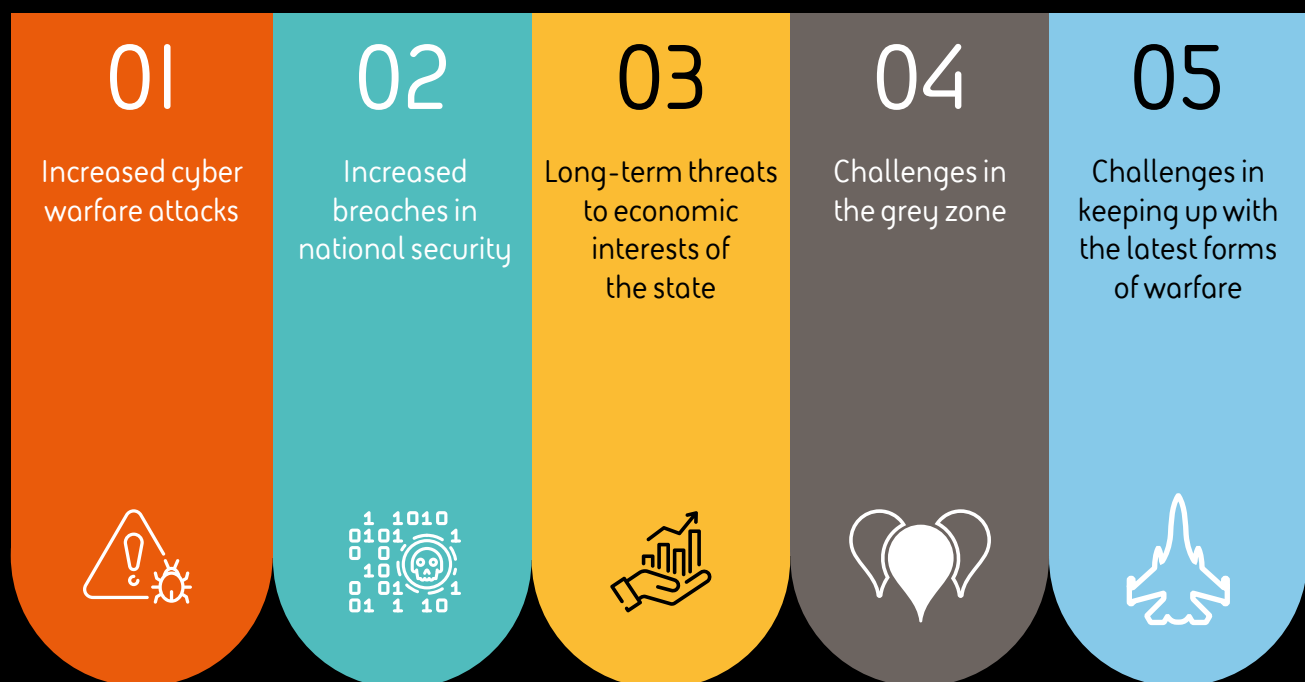 01
Increased cyber
warfare attacks
02
Increased
breaches in
national security
03
Long-term threats
to economic
interests of
the state
04
Challenges in
the grey zone
05
Challenges in
keeping up with
the latest forms
of warfare
1 1010
0101 1
0 0
10
0 01 1
01 1 10